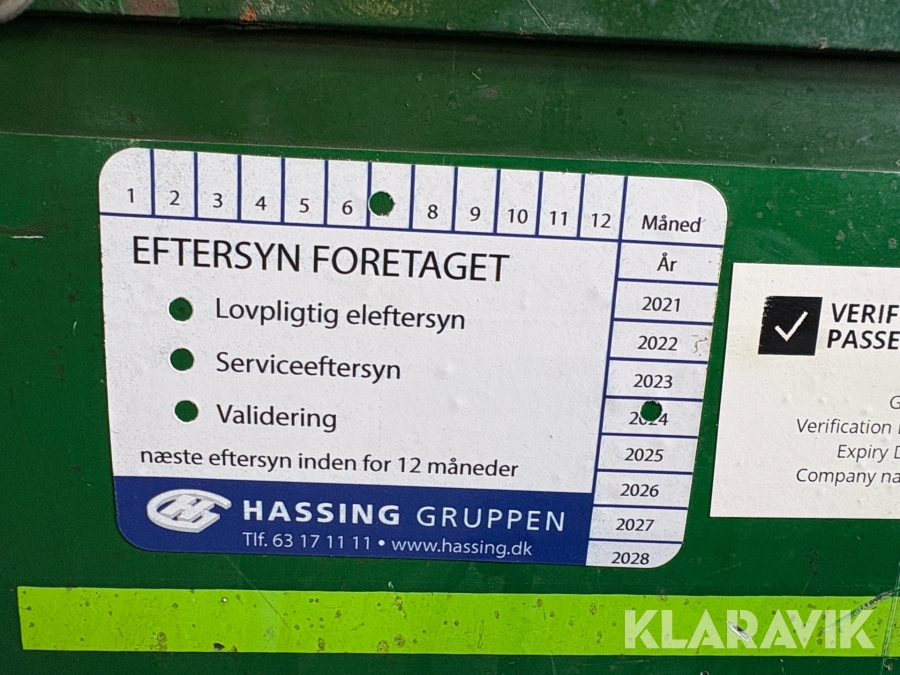 1 2 3 4 5 6 8 9 10 11 12 Måned
År
EFTERSYN FORETAGET
Lovpligtig eleftersyn
Serviceeftersyn
Validering
næste eftersyn inden for 12 måneder
2021
2022
2023
2024
2025
2026
2027
2028
HASSING GRUPPEN
Tlf. 63 17 11 11 • www.hassing.dk
VERIF
PASSE
G
Verification
Expiry D
Company na
KLARAVIK